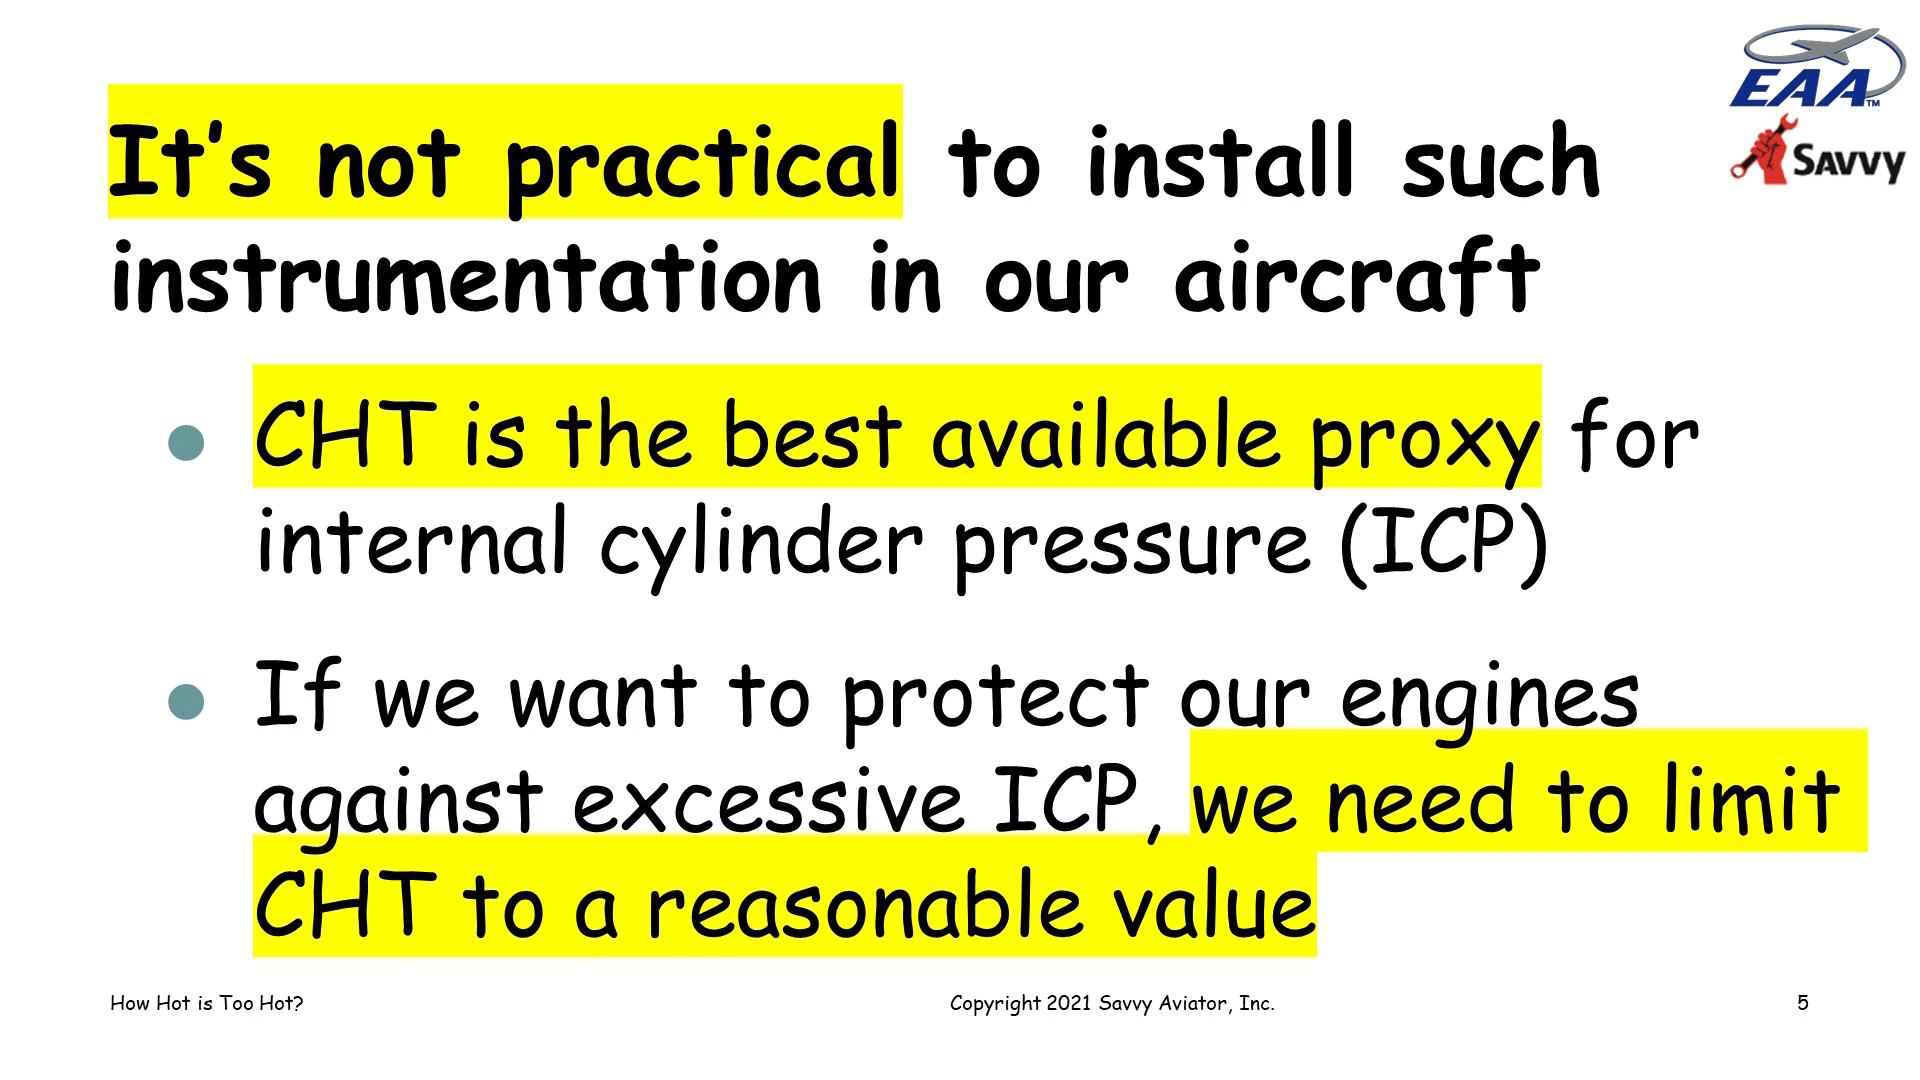 EAA™
SAVVY
It’s not practical to install such
instrumentation in our aircraft
CHT is the best available proxy for
internal cylinder pressure (ICP)
If we want to protect our engines
against excessive ICP, we need to limit
CHT to a reasonable value
How Hot is Too Hot?
Copyright 2021 Savvy Aviator, Inc.
5